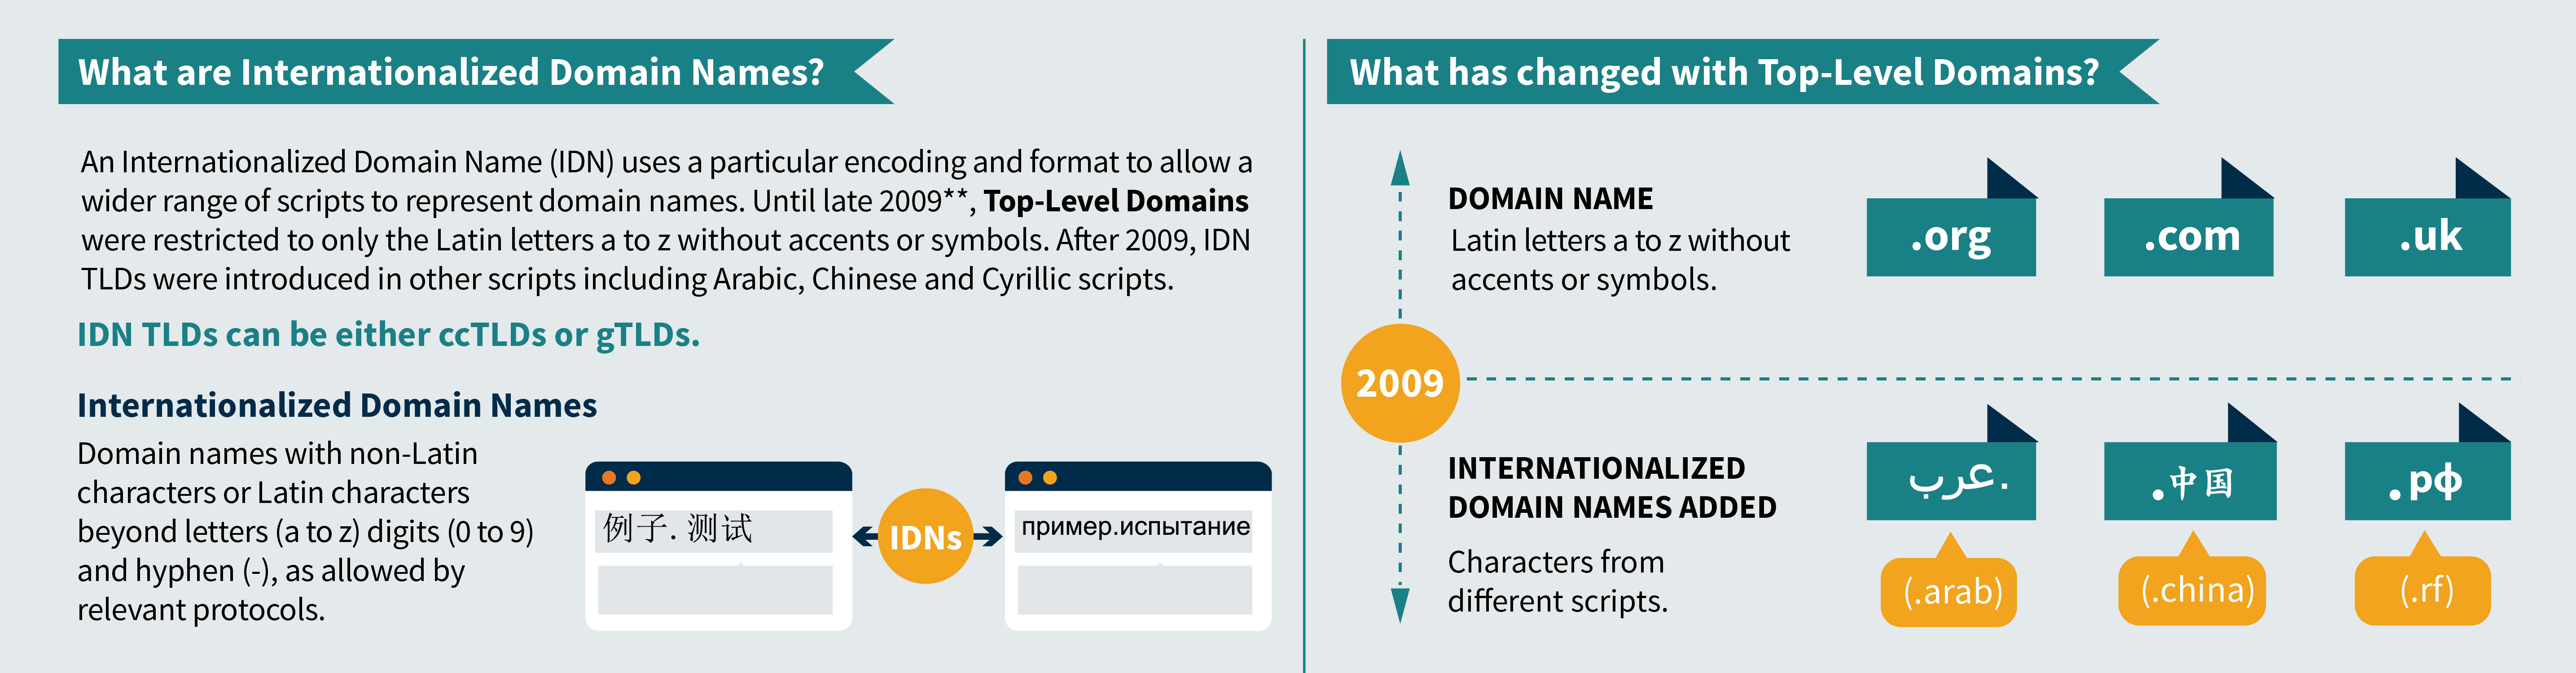 What are Internationalized Domain Names?
An Internationalized Domain Name (IDN) uses a particular encoding and format to allow a
wider range of scripts to represent domain names. Until late 2009**, Top-Level Domains
were restricted to only the Latin letters a to z without accents or symbols. After 2009, IDN
TLDs were introduced in other scripts including Arabic, Chinese and Cyrillic scripts.
IDN TLDs can be either ccTLDs or gTLDs.
Internationalized Domain Names
Domain names with non-Latin
characters or Latin characters
beyond letters (a to z) digits (0 to 9)
and hyphen (-), as allowed by
relevant protocols.
例子. 测试
IDNs
пример.испытание
What has changed with Top-Level Domains?
DOMAIN NAME
Latin letters a to z without
accents or symbols.
.org
.com
.uk
2009
INTERNATIONALIZED
DOMAIN NAMES ADDED
Characters from
different scripts.
.عرب
.中国
.рф
(.arab)
(.china)
(.rf)